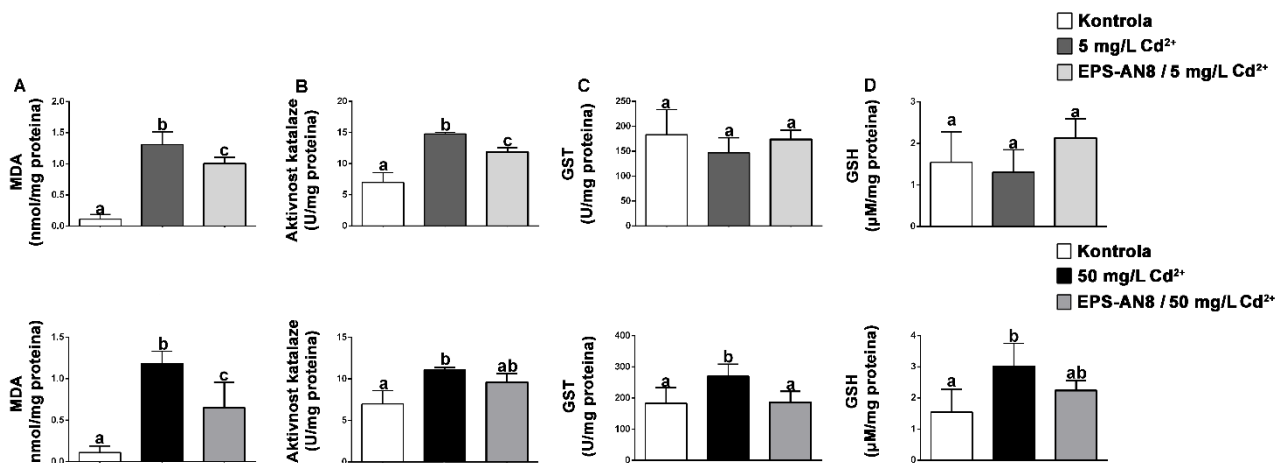 Kontrola
5 mg/L Cd²⁺
EPS-AN8 / 5 mg/L Cd²⁺
A
MDA
(nmol/mg proteina)
2.0
1.5
1.0
0.5
0.0
a
b
c
B
Aktivnost katalaze
(U/mg proteina)
20
15
10
5
0
a
b
c
C
GST
(U/mg proteina)
250
200
150
100
50
0
a
a
a
D
GSH
(µM/mg proteina)
3
2
1
0
a
a
a
Kontrola
50 mg/L Cd²⁺
EPS-AN8 / 50 mg/L Cd²⁺
MDA
(nmol/mg proteina)
1.5
1.0
0.5
0.0
a
b
c
Aktivnost katalaze
(U/mg proteina)
15
10
5
0
a
b
ab
GST
(U/mg proteina)
400
300
200
100
0
a
b
a
GSH
(µM/mg proteina)
4
3
2
1
0
a
b
ab